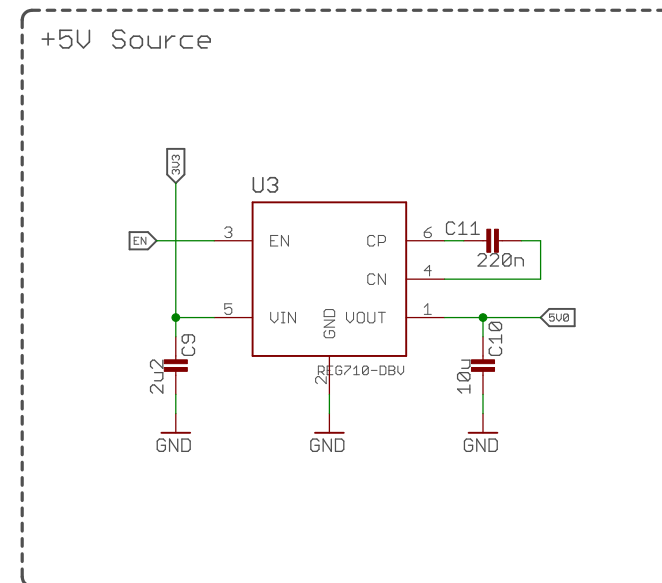 +5V Source
3V3
U3
EN
3
EN
CP
6
C11
220n
CN
4
5
VIN
GND
VOUT
1
5V0
2
REG710-DBV
C9
2u2
C10
10u
GND
GND
GND